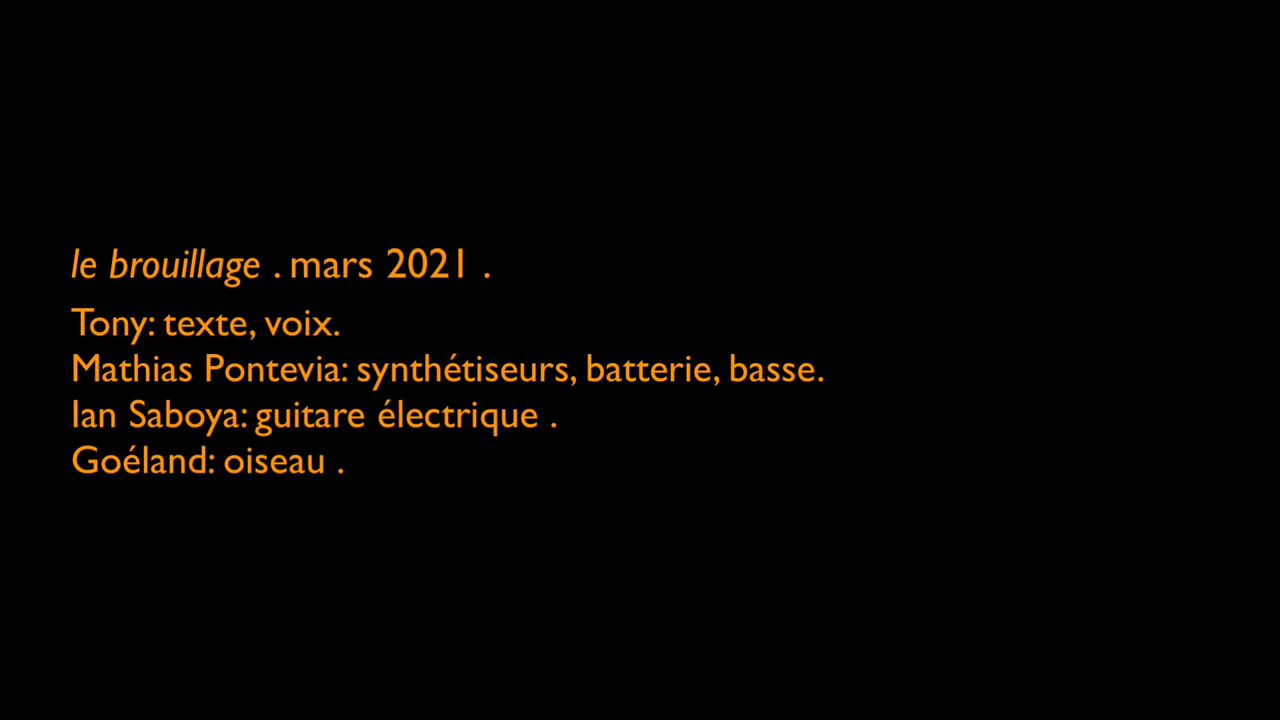 le brouillage . mars 2021 .
Tony: texte, voix.
Mathias Pontevia: synthétiseurs, batterie, basse.
Ian Saboya: guitare électrique .
Goéland: oiseau .